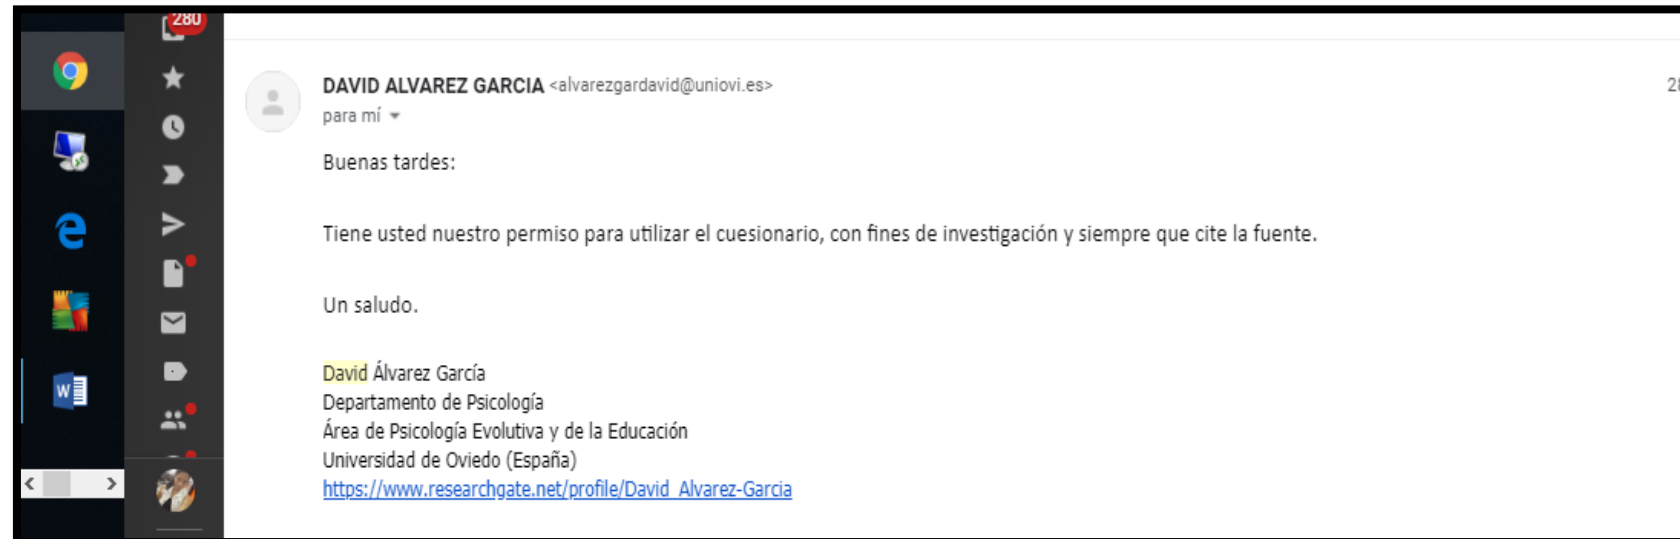 280
DAVID ALVAREZ GARCIA <alvarezgardavid@uniovi.es>
para mí
Buenas tardes:
Tiene usted nuestro permiso para utilizar el cuesionario, con fines de investigación y siempre que cite la fuente.
Un saludo.
David Álvarez García
Departamento de Psicología
Área de Psicología Evolutiva y de la Educación
Universidad de Oviedo (España)
https://www.researchgate.net/profile/David_Alvarez-Garcia